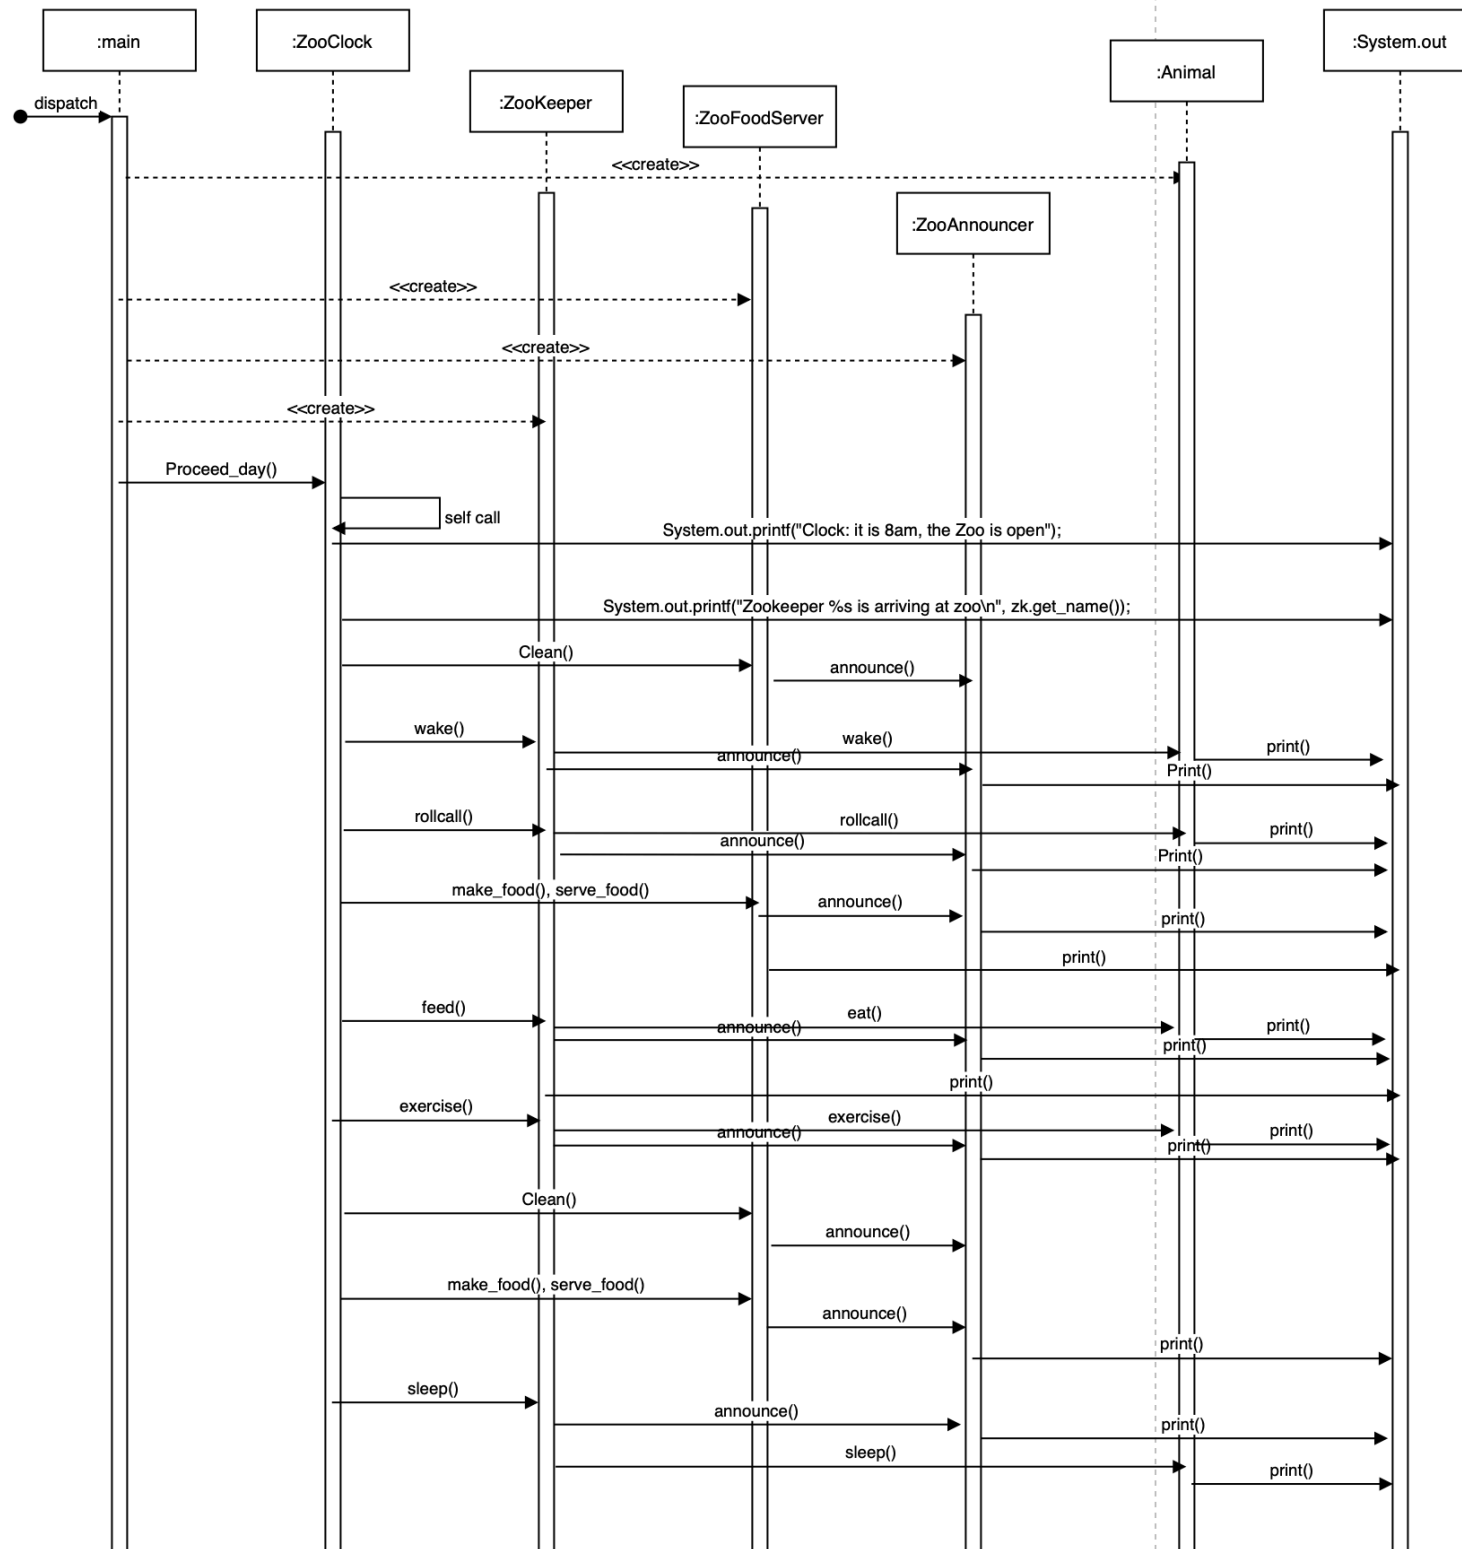 :main
:ZooClock
:System.out
:Animal
:ZooKeeper
dispatch
:ZooFoodServer
<<create>>
:ZooAnnouncer
<<create>>
<<create>>
<<create>>
Proceed_day()
self call
System.out.printf("Clock: it is 8am, the Zoo is open");
System.out.printf("Zookeeper %s is arriving at zoo\n", zk.get_name());
Clean()
announce()
wake()
wake()
print()
announce()
Print()
rollcall()
rollcall()
print()
announce()
Print()
make_food(), serve_food()
announce()
print()
print()
feed()
eat()
print()
announce()
print()
print()
exercise()
exercise()
print()
announce()
print()
Clean()
announce()
make_food(), serve_food()
announce()
print()
sleep()
announce()
print()
sleep()
print()